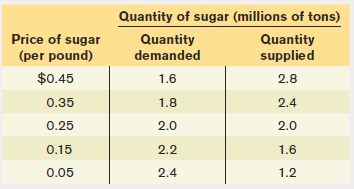 Quantity of sugar (millions of tons)
Price of sugar (per pound) Quantity demanded Quantity supplied
$0.45 1.6 2.8
0.35 1.8 2.4
0.25 2.0 2.0
0.15 2.2 1.6
0.05 2.4 1.2